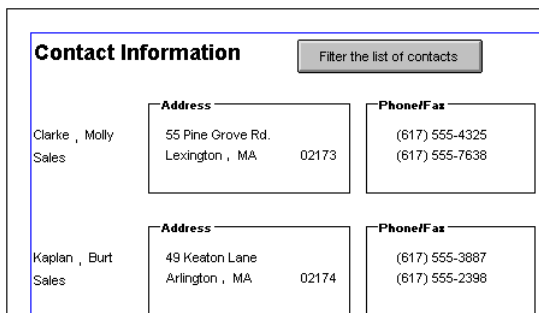 Contact Information
Filter the list of contacts
Address
Phone/Fax
Clarke , Molly
55 Pine Grove Rd.
(617) 555-4325
Sales
Lexington , MA 02173
(617) 555-7638
Address
Phone/Fax
Kaplan , Burt
49 Keaton Lane
(617) 555-3887
Sales
Arlington , MA 02174
(617) 555-2398